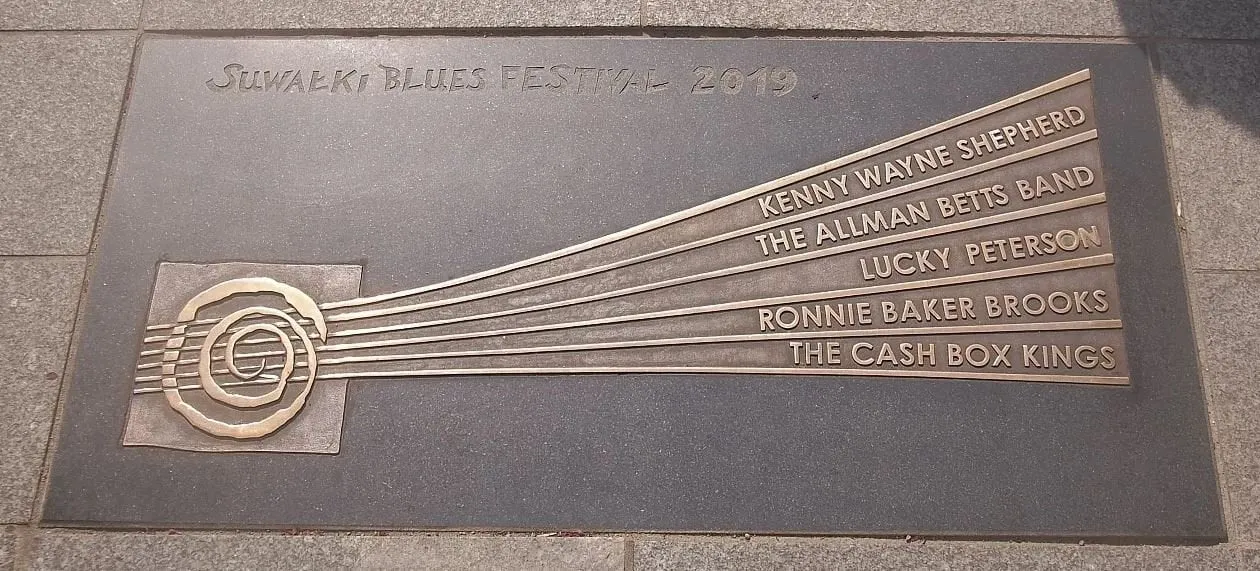 SUWAŁKI BLUES FESTIVAL 2019
KENNY WAYNE SHEPHERD
THE ALLMAN BETTS BAND
LUCKY PETERSON
RONNIE BAKER BROOKS
THE CASH BOX KINGS